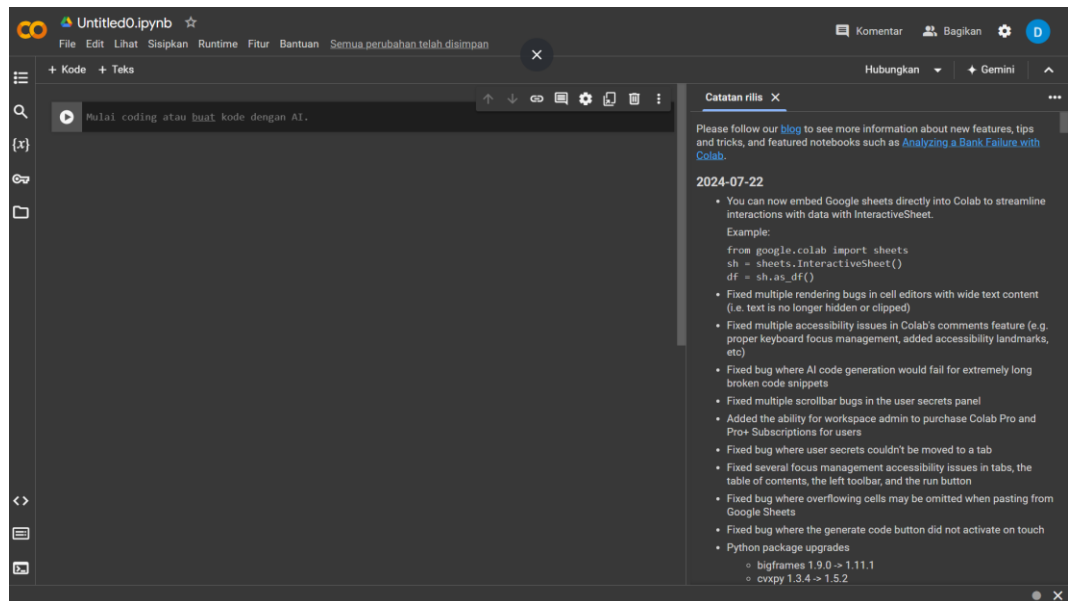 CO Untitled0.ipynb
File Edit Lihat Sisipkan Runtime Fitur Bantuan Semua perubahan telah disimpan
Komentar Bagikan D
+ Kode + Teks
Hubungkan Gemini
Mulai coding atau buat kode dengan AI.
{x}
Catatan rilis
Please follow our blog to see more information about new features, tips
and tricks, and featured notebooks such as Analyzing a Bank Failure with
Colab.
2024-07-22
• You can now embed Google sheets directly into Colab to streamline
interactions with data with InteractiveSheet.
Example:
from google.colab import sheets
sh = sheets.InteractiveSheet()
df = sh.as_df()
• Fixed multiple rendering bugs in cell editors with wide text content
(i.e. text is no longer hidden or clipped)
• Fixed multiple accessibility issues in Colab's comments feature (e.g.
proper keyboard focus management, added accessibility landmarks,
etc)
• Fixed bug where AI code generation would fail for extremely long
broken code snippets
• Fixed multiple scrollbar bugs in the user secrets panel
• Added the ability for workspace admin to purchase Colab Pro and
Pro+ Subscriptions for users
• Fixed bug where user secrets couldn't be moved to a tab
• Fixed several focus management accessibility issues in tabs, the
table of contents, the left toolbar, and the run button
• Fixed bug where overflowing cells may be omitted when pasting from
Google Sheets
• Fixed bug where the generate code button did not activate on touch
• Python package upgrades
◦ bigframes 1.9.0 -> 1.11.1
◦ cvxpy 1.3.4 -> 1.5.2